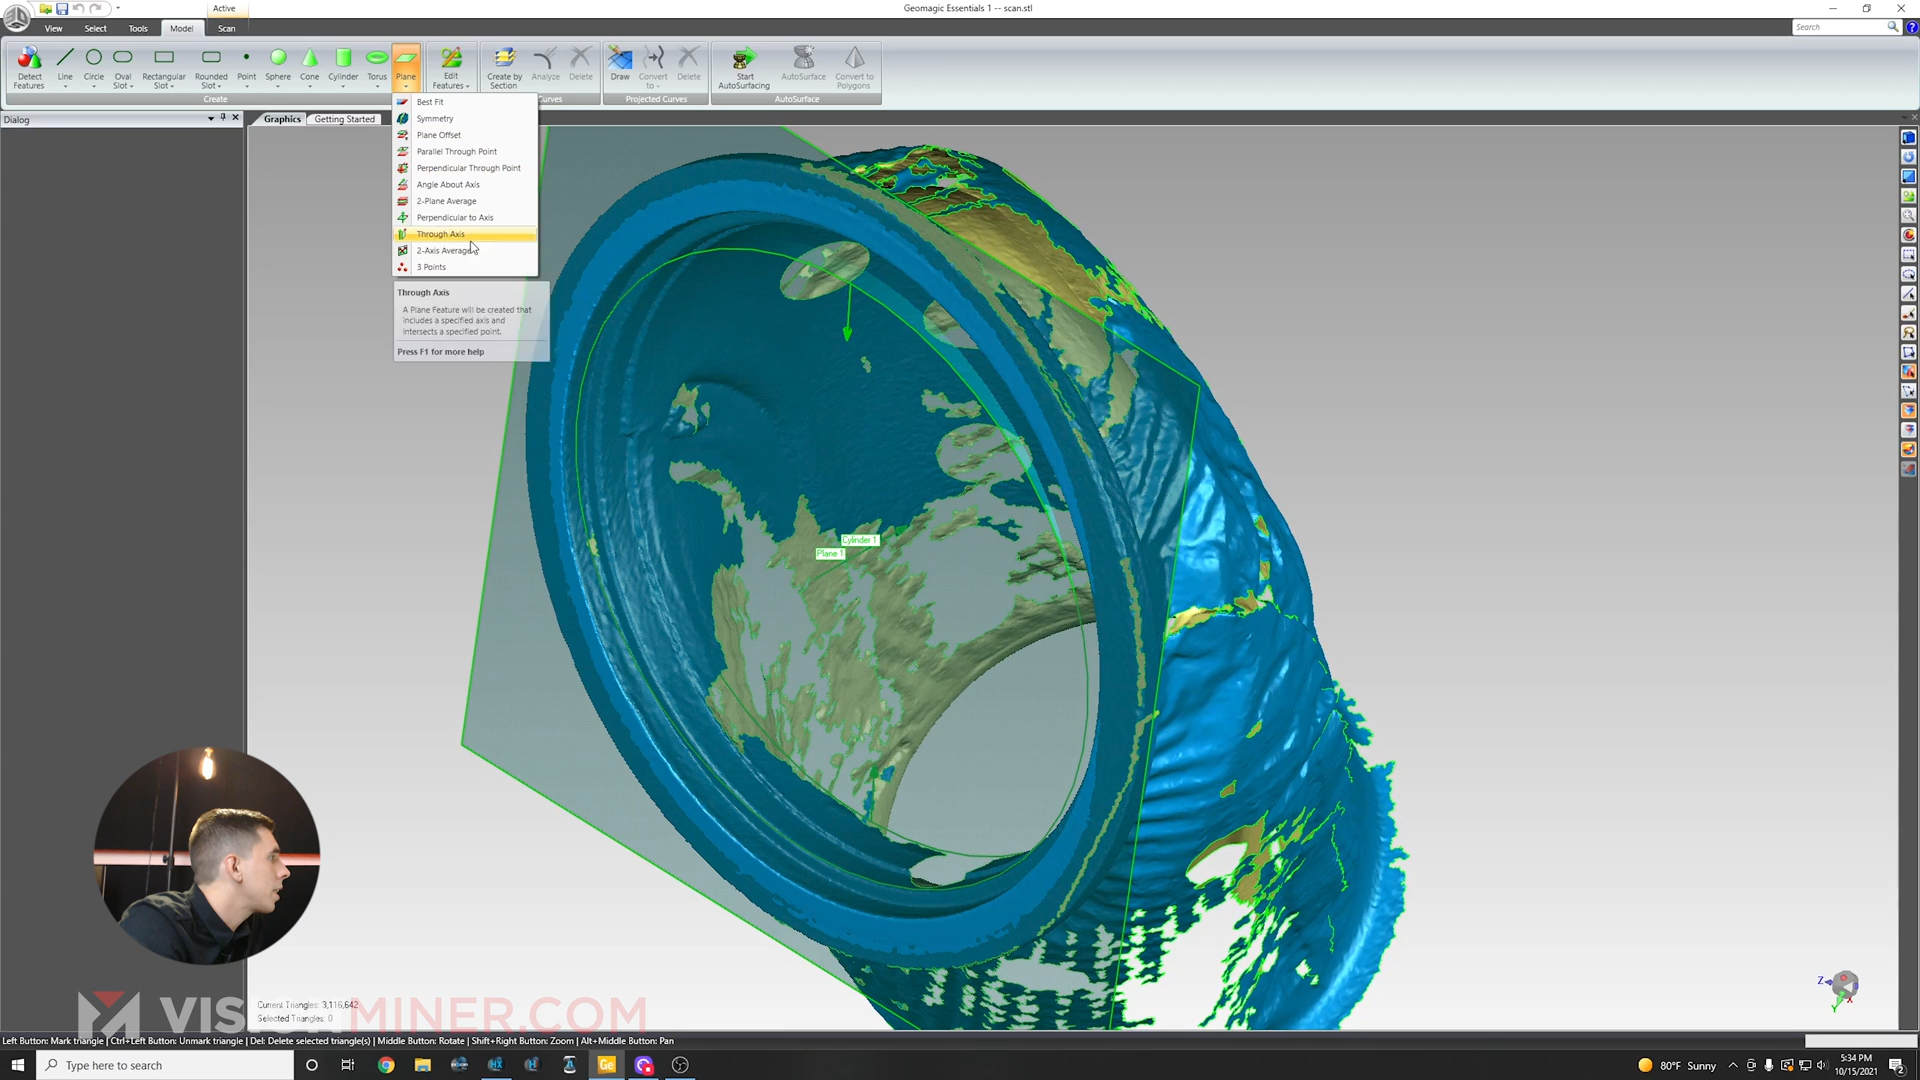 Active
Geomagic Essentials 1 -- scan.stl
View
Select
Tools
Model
Scan
Search
Detect Features
Line
Circle
Oval Slot
Rectangular Slot
Rounded Slot
Point
Sphere
Cone
Cylinder
Torus
Plane
Edit Features
Create by Section
Analyze
Delete
Draw
Convert to
Delete
Start AutoSurfacing
AutoSurface
Convert to Polygons
Create
Projected Curves
AutoSurface
Dialog
Graphics
Getting Started
Best Fit
Symmetry
Plane Offset
Parallel Through Point
Perpendicular Through Point
Angle About Axis
2-Plane Average
Perpendicular to Axis
Through Axis
2-Axis Average
3 Points
Through Axis
A Plane Feature will be created that
includes a specified axis and
intersects a specified point.
Press F1 for more help
Cylinder 1
Plane 1
Z
Y
X
Current Triangles: 3,116,642
Selected Triangles: 0
VISIONMINER.COM
Left Button: Mark triangle | Ctrl+Left Button: Unmark triangle | Del: Delete selected triangle(s) | Middle Button: Rotate | Shift+Right Button: Zoom | Alt+Middle Button: Pan
Type here to search
Ge
80°F Sunny
5:34 PM
10/15/2021